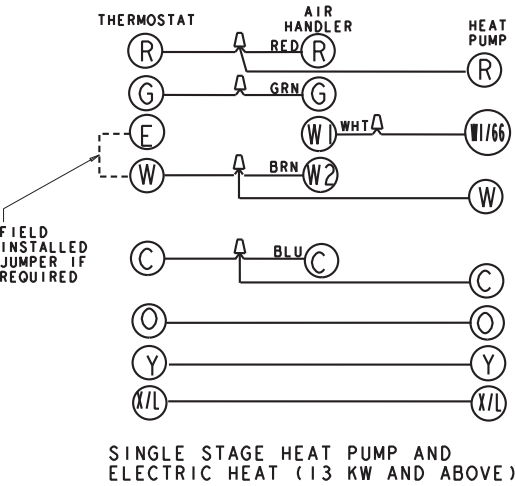 THERMOSTAT
AIR
HANDLER
HEAT
PUMP
R
RED
R
R
G
GRN
G
E
W1
WHT
W1/66
W
BRN
W2
W
FIELD
INSTALLED
JUMPER IF
REQUIRED
C
BLU
C
C
O
O
Y
Y
X/L
X/L
SINGLE STAGE HEAT PUMP AND
ELECTRIC HEAT (13 KW AND ABOVE)